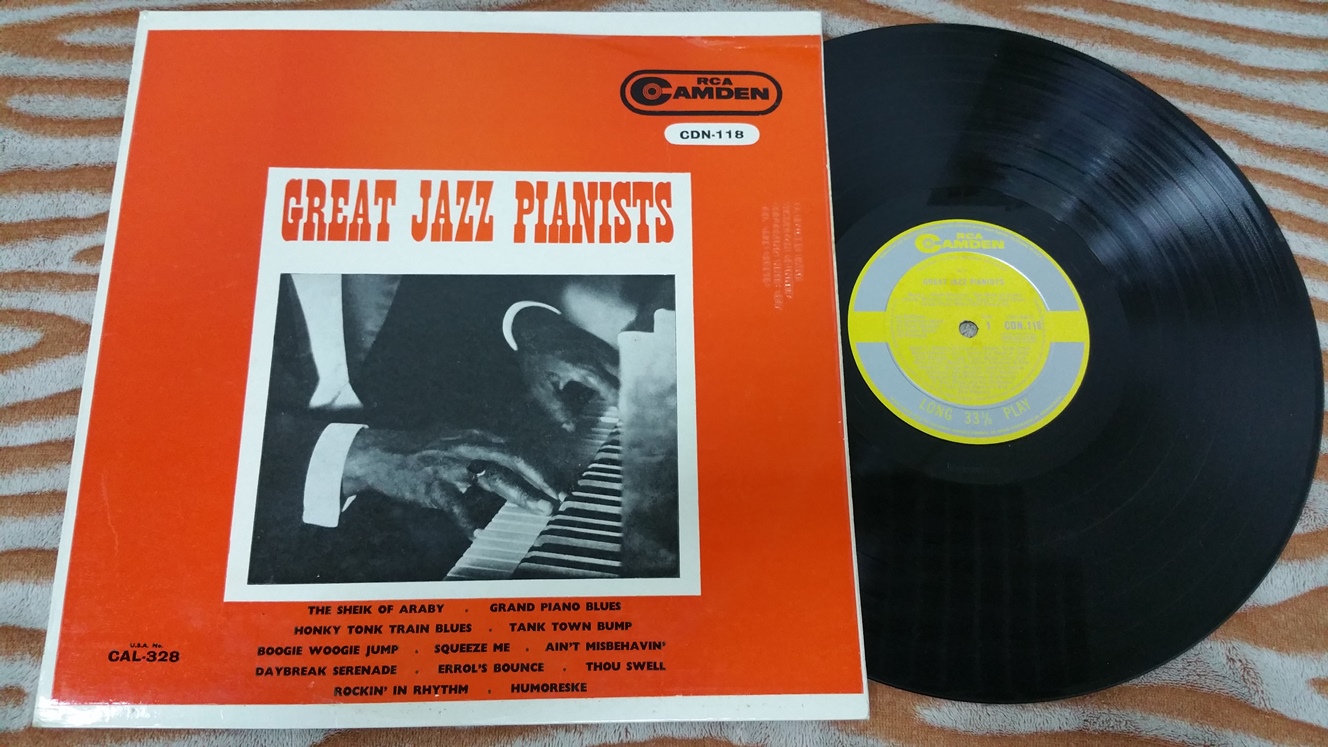 RCA
CAMDEN
CDN-118
GREAT JAZZ PIANISTS
THE SHEIK OF ARABY . GRAND PIANO BLUES
HONKY TONK TRAIN BLUES . TANK TOWN BUMP
BOOGIE WOOGIE JUMP . SQUEEZE ME . AIN'T MISBEHAVIN'
DAYBREAK SERENADE . ERROL'S BOUNCE . THOU SWELL
ROCKIN' IN RHYTHM . HUMORESKE
U.S.A. No.
CAL-328
RCA
CAMDEN
GREAT JAZZ PIANISTS
1 CDN.118
LONG 33⅓ PLAY